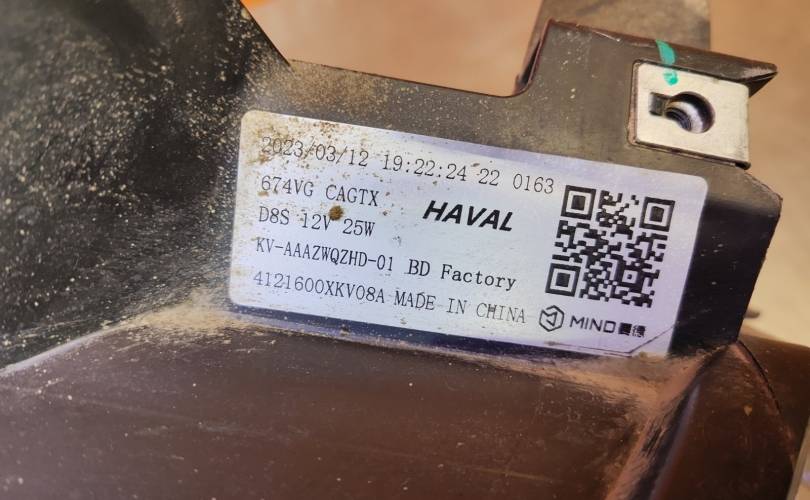 2023/03/12 19:22:24 22 0163
674VG CAGTX
HAVAL
D8S 12V 25W
KV-AAAZWQZHD-01 BD Factory
4121600XKV08A MADE IN CHINA
MIND